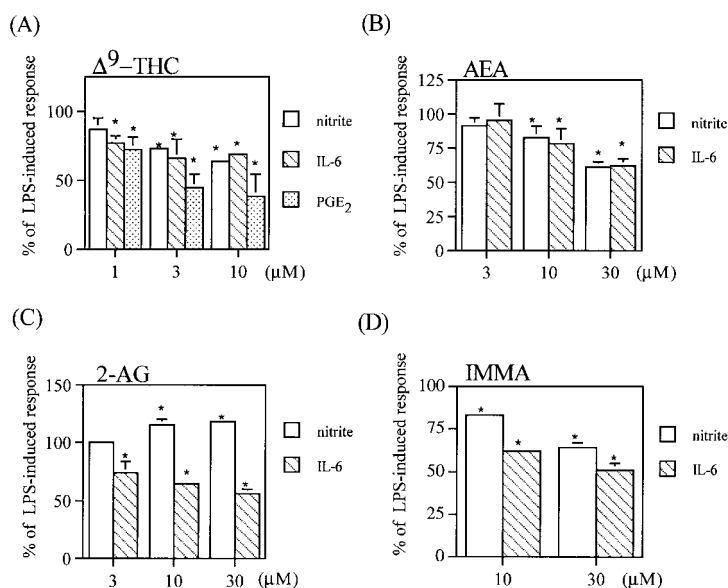 (A)
Δ⁹–THC
% of LPS-induced response
100
50
0
1 3 10 (µM)
* * * * * * * *
nitrite
IL-6
PGE₂
(B)
AEA
% of LPS-induced response
125
100
75
50
25
0
3 10 30 (µM)
* * * *
nitrite
IL-6
(C)
2-AG
% of LPS-induced response
150
100
50
0
3 10 30 (µM)
* * * * *
nitrite
IL-6
(D)
IMMA
% of LPS-induced response
100
75
50
25
0
10 30 (µM)
* * * *
nitrite
IL-6